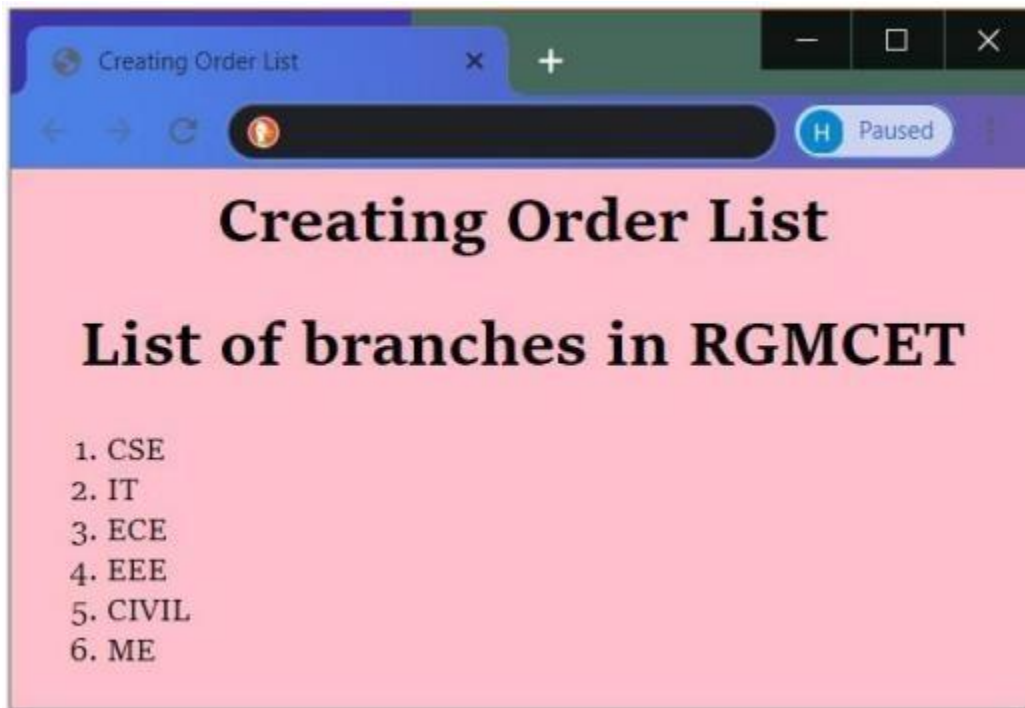 Creating Order List
H Paused
Creating Order List
List of branches in RGMCET
1. CSE
2. IT
3. ECE
4. EEE
5. CIVIL
6. ME